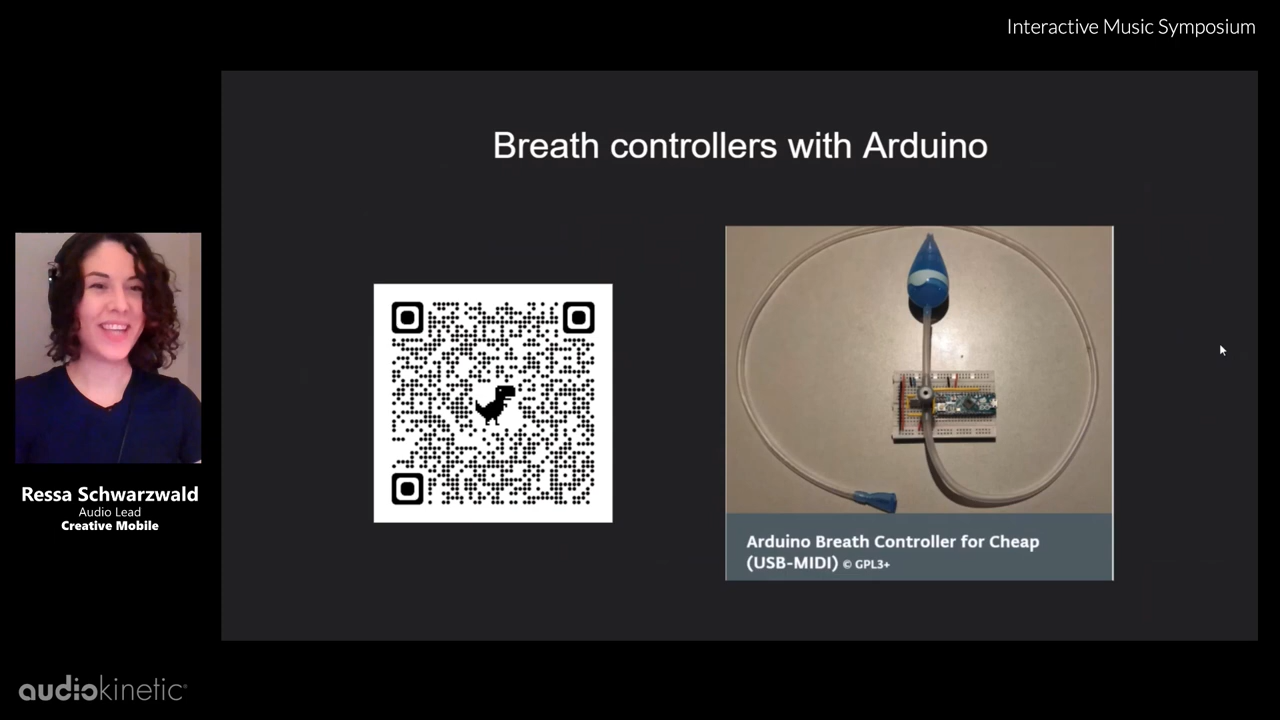 Interactive Music Symposium
Breath controllers with Arduino
Arduino Breath Controller for Cheap
(USB-MIDI) © GPL3+
Ressa Schwarzwald
Audio Lead
Creative Mobile
audiokinetic